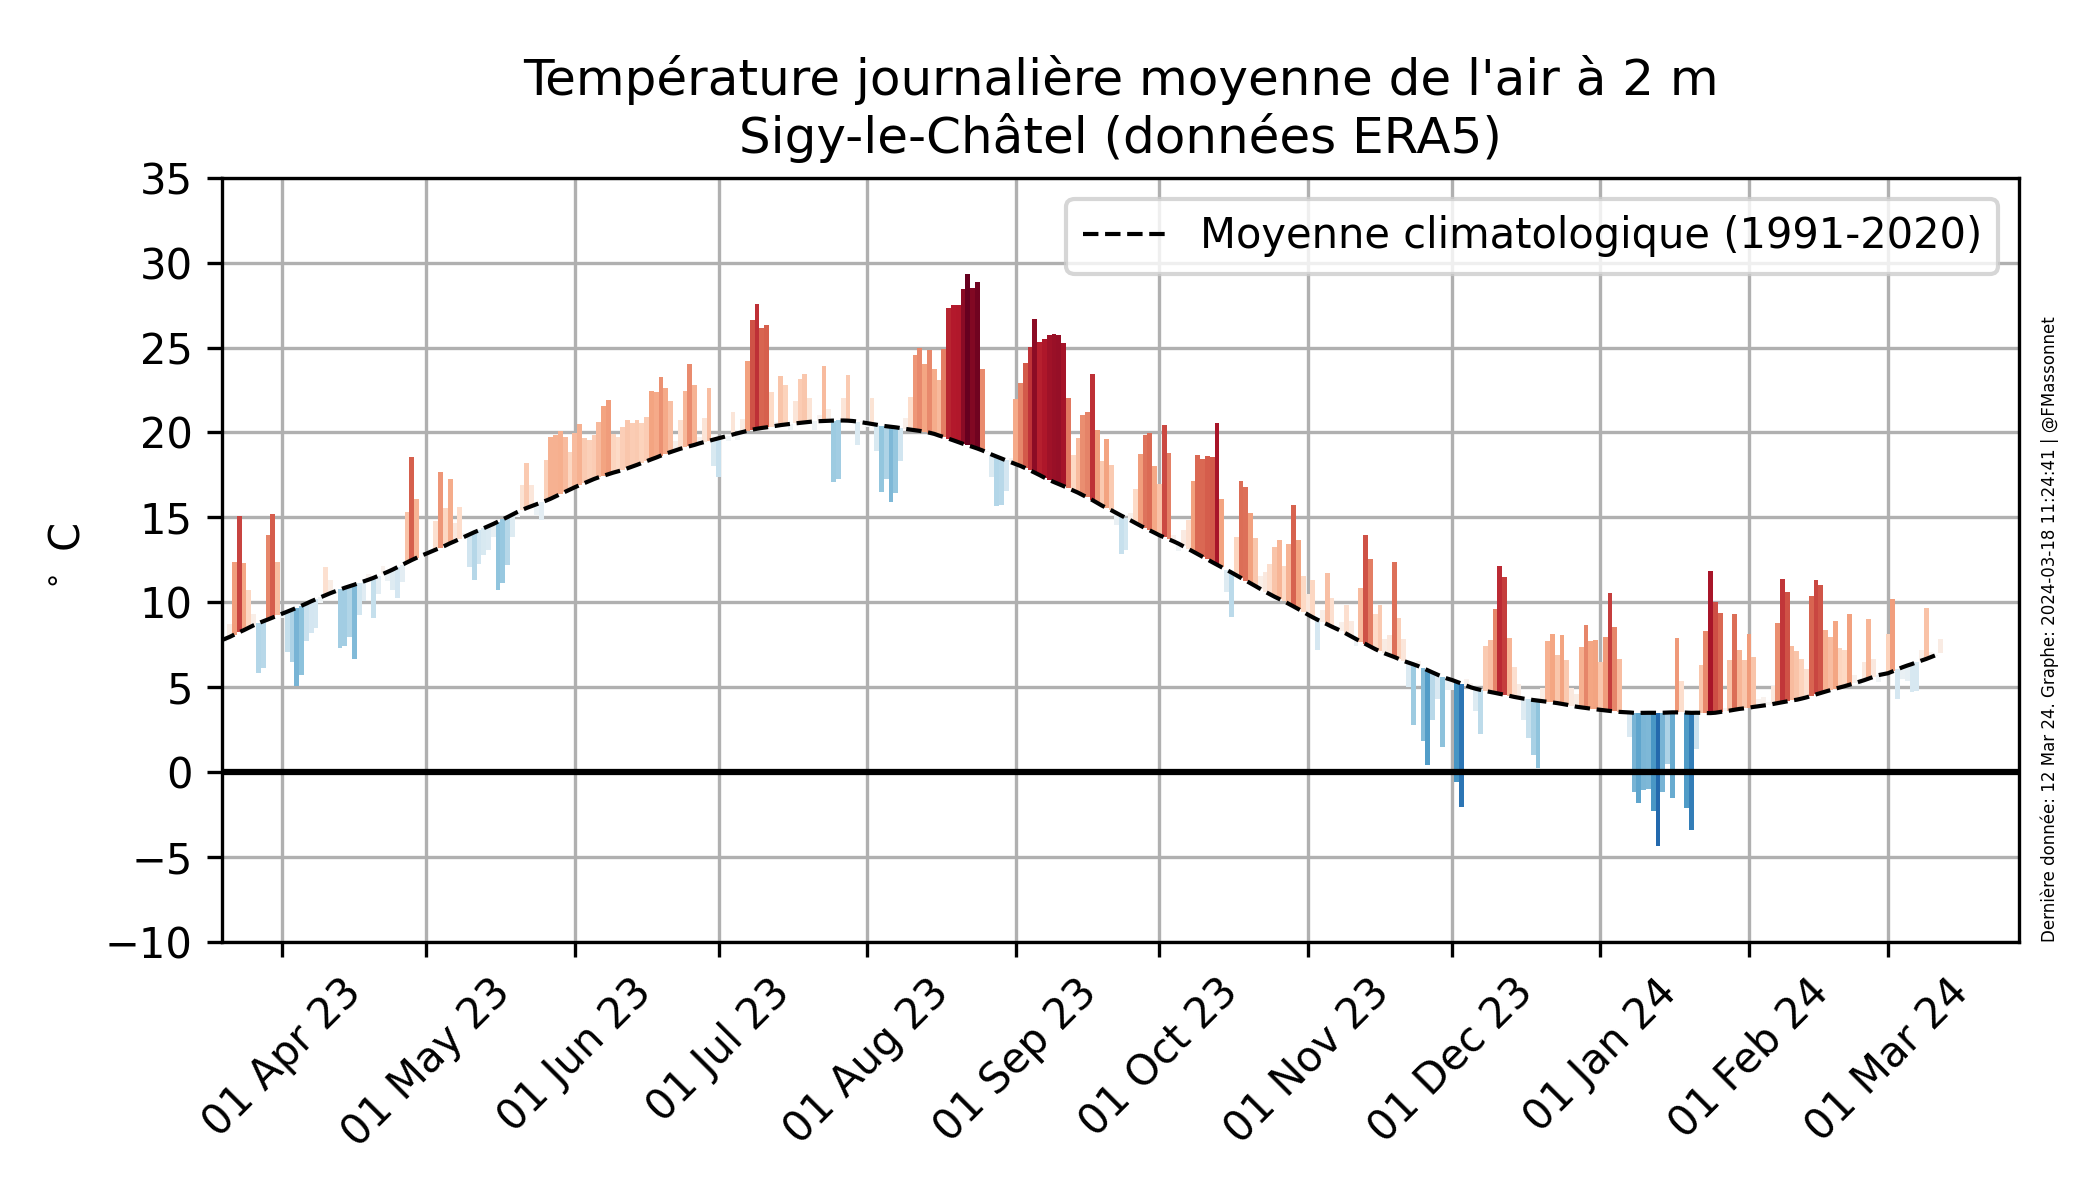 Température journalière moyenne de l'air à 2 m
Sigy-le-Châtel (données ERA5)
35
30
25
20
15
10
5
0
−5
−10
° C
Moyenne climatologique (1991-2020)
01 Apr 23
01 May 23
01 Jun 23
01 Jul 23
01 Aug 23
01 Sep 23
01 Oct 23
01 Nov 23
01 Dec 23
01 Jan 24
01 Feb 24
01 Mar 24
Dernière donnée: 12 Mar 24. Graphe: 2024-03-18 11:24:41 | @FMassonnet